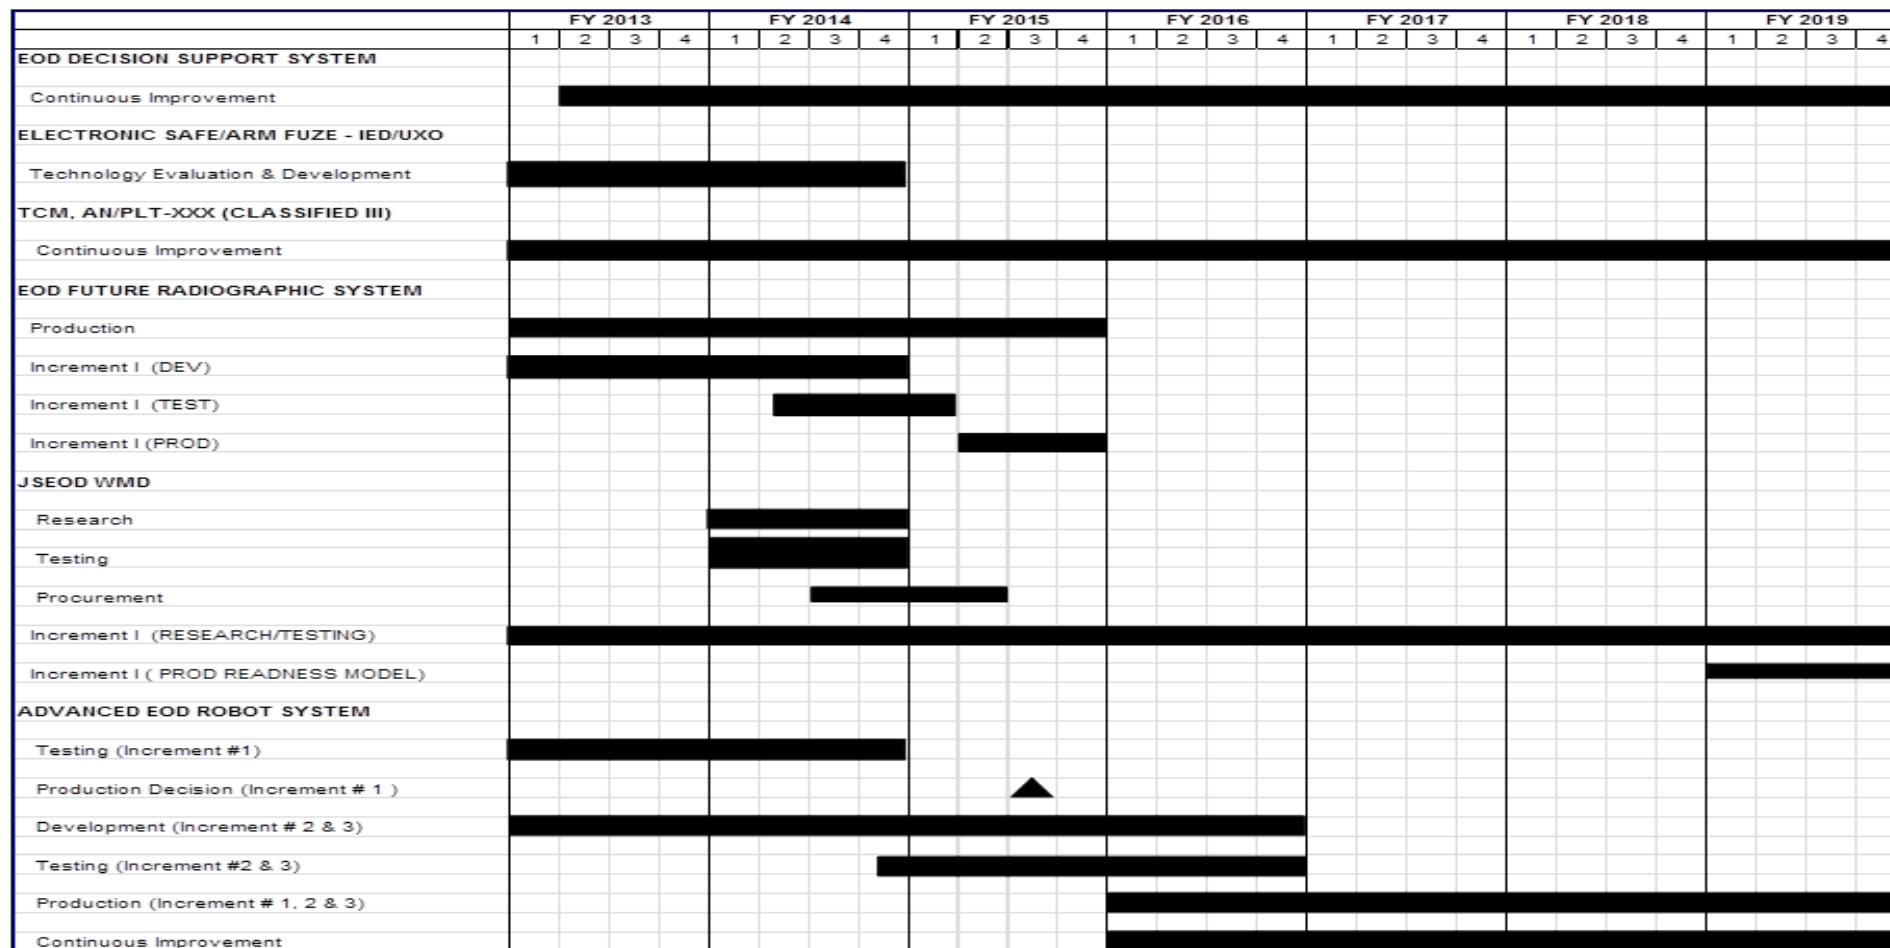 FY 2013 FY 2014 FY 2015 FY 2016 FY 2017 FY 2018 FY 2019
1 2 3 4 1 2 3 4 1 2 3 4 1 2 3 4 1 2 3 4 1 2 3 4 1 2 3 4
EOD DECISION SUPPORT SYSTEM
Continuous Improvement
ELECTRONIC SAFE/ARM FUZE - IED/UXO
Technology Evaluation & Development
TCM, AN/PLT-XXX (CLASSIFIED III)
Continuous Improvement
EOD FUTURE RADIOGRAPHIC SYSTEM
Production
Increment I (DEV)
Increment I (TEST)
Increment I (PROD)
JSEOD WMD
Research
Testing
Procurement
Increment I (RESEARCH/TESTING)
Increment I ( PROD READNESS MODEL)
ADVANCED EOD ROBOT SYSTEM
Testing (Increment #1)
Production Decision (Increment # 1 )
Development (Increment # 2 & 3)
Testing (Increment #2 & 3)
Production (Increment # 1, 2 & 3)
Continuous Improvement